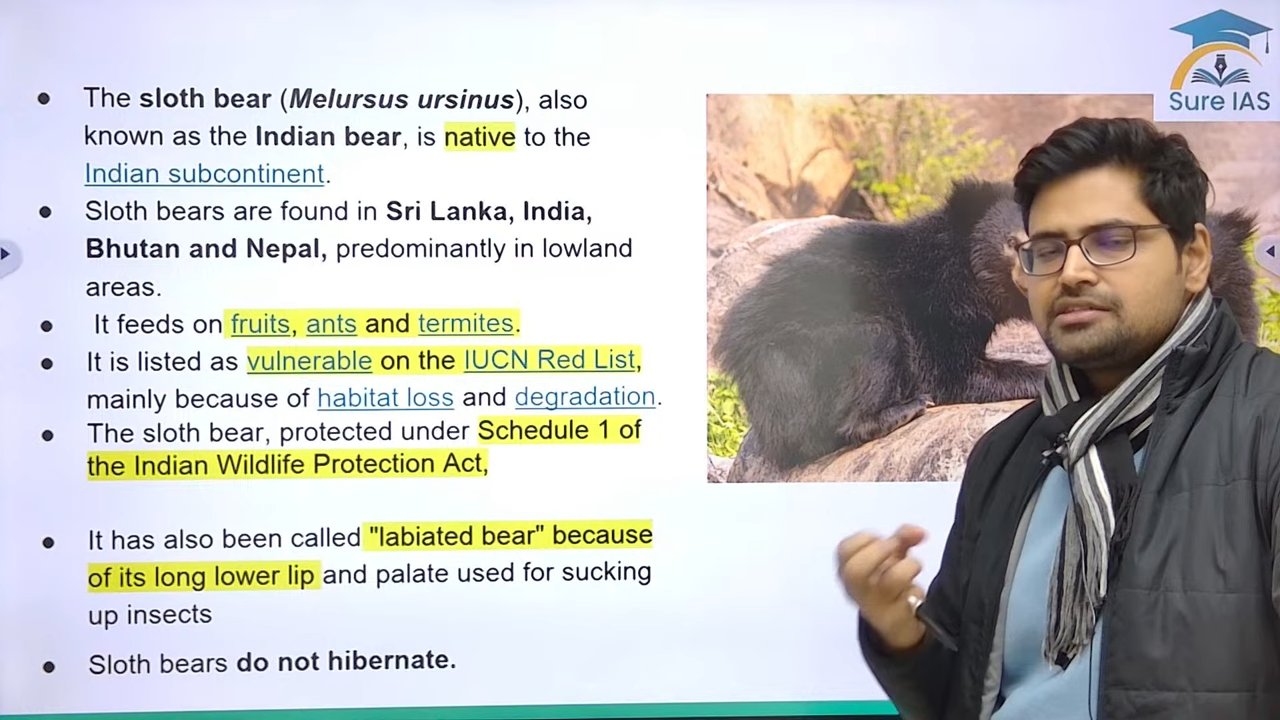 Sure IAS
The sloth bear (Melursus ursinus), also
known as the Indian bear, is native to the
Indian subcontinent.
Sloth bears are found in Sri Lanka, India,
Bhutan and Nepal, predominantly in lowland
areas.
It feeds on fruits, ants and termites.
It is listed as vulnerable on the IUCN Red List,
mainly because of habitat loss and degradation.
The sloth bear, protected under Schedule 1 of
the Indian Wildlife Protection Act,
It has also been called "labiated bear" because
of its long lower lip and palate used for sucking
up insects
Sloth bears do not hibernate.